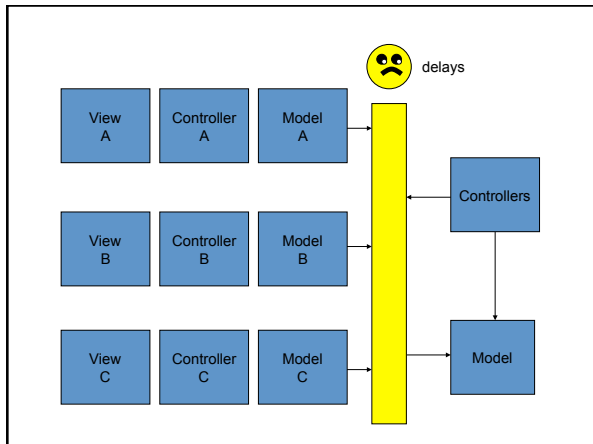 delays
View
A
Controller
A
Model
A
Controllers
View
B
Controller
B
Model
B
View
C
Controller
C
Model
C
Model